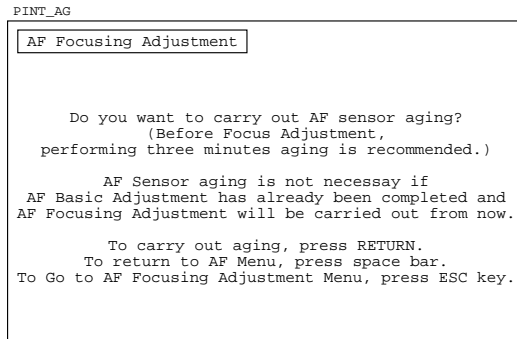 PINT_AG
AF Focusing Adjustment
Do you want to carry out AF sensor aging?
(Before Focus Adjustment,
performing three minutes aging is recommended.)
AF Sensor aging is not necessay if
AF Basic Adjustment has already been completed and
AF Focusing Adjustment will be carried out from now.
To carry out aging, press RETURN.
To return to AF Menu, press space bar.
To Go to AF Focusing Adjustment Menu, press ESC key.